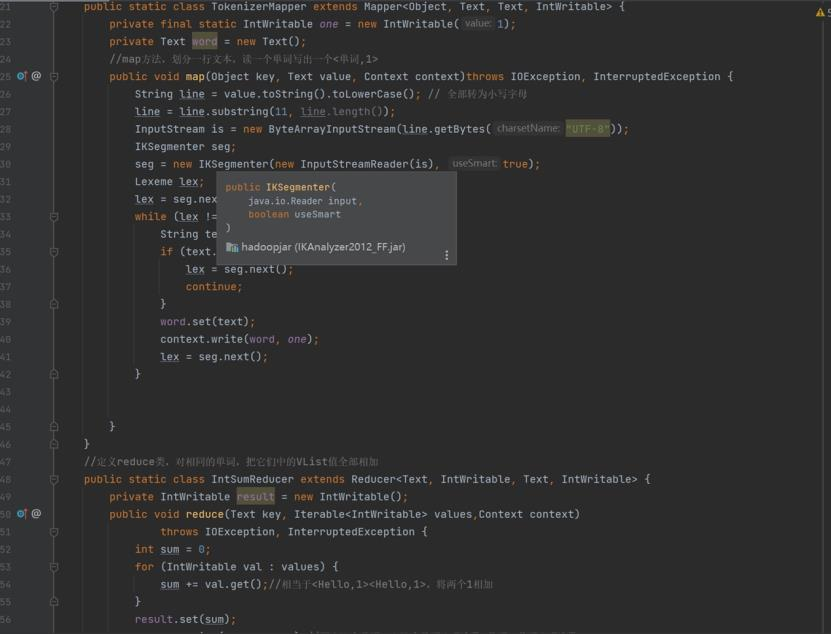 21 public static class TokenizerMapper extends Mapper<Object, Text, Text, IntWritable> {
22 private final static IntWritable one = new IntWritable( value: 1);
23 private Text word = new Text();
24 //map方法，划分一行文本，读一个单词写出一个<单词,1>
25 @ public void map(Object key, Text value, Context context)throws IOException, InterruptedException {
26 String line = value.toString().toLowerCase(); // 全部转为小写字母
27 line = line.substring(11, line.length());
28 InputStream is = new ByteArrayInputStream(line.getBytes( charsetName: "UTF-8"));
29 IKSegmenter seg;
30 seg = new IKSegmenter(new InputStreamReader(is), useSmart: true);
31 Lexeme lex;
32 lex = seg.nex
33 while (lex !=
34 String te
35 if (text.
public IKSegmenter(
java.io.Reader input,
boolean useSmart
)
hadoopjar (IKAnalyzer2012_FF.jar)
36 lex = seg.next();
37 continue;
38 }
39 word.set(text);
40 context.write(word, one);
41 lex = seg.next();
42 }
43
44
45 }
46 }
47 //定义reduce类，对相同的单词，把它们中的VList值全部相加
48 public static class IntSumReducer extends Reducer<Text, IntWritable, Text, IntWritable> {
49 private IntWritable result = new IntWritable();
50 @ public void reduce(Text key, Iterable<IntWritable> values,Context context)
51 throws IOException, InterruptedException {
52 int sum = 0;
53 for (IntWritable val : values) {
54 sum += val.get();//相当于<Hello,1><Hello,1>，将两个1相加
55 }
56 result.set(sum);